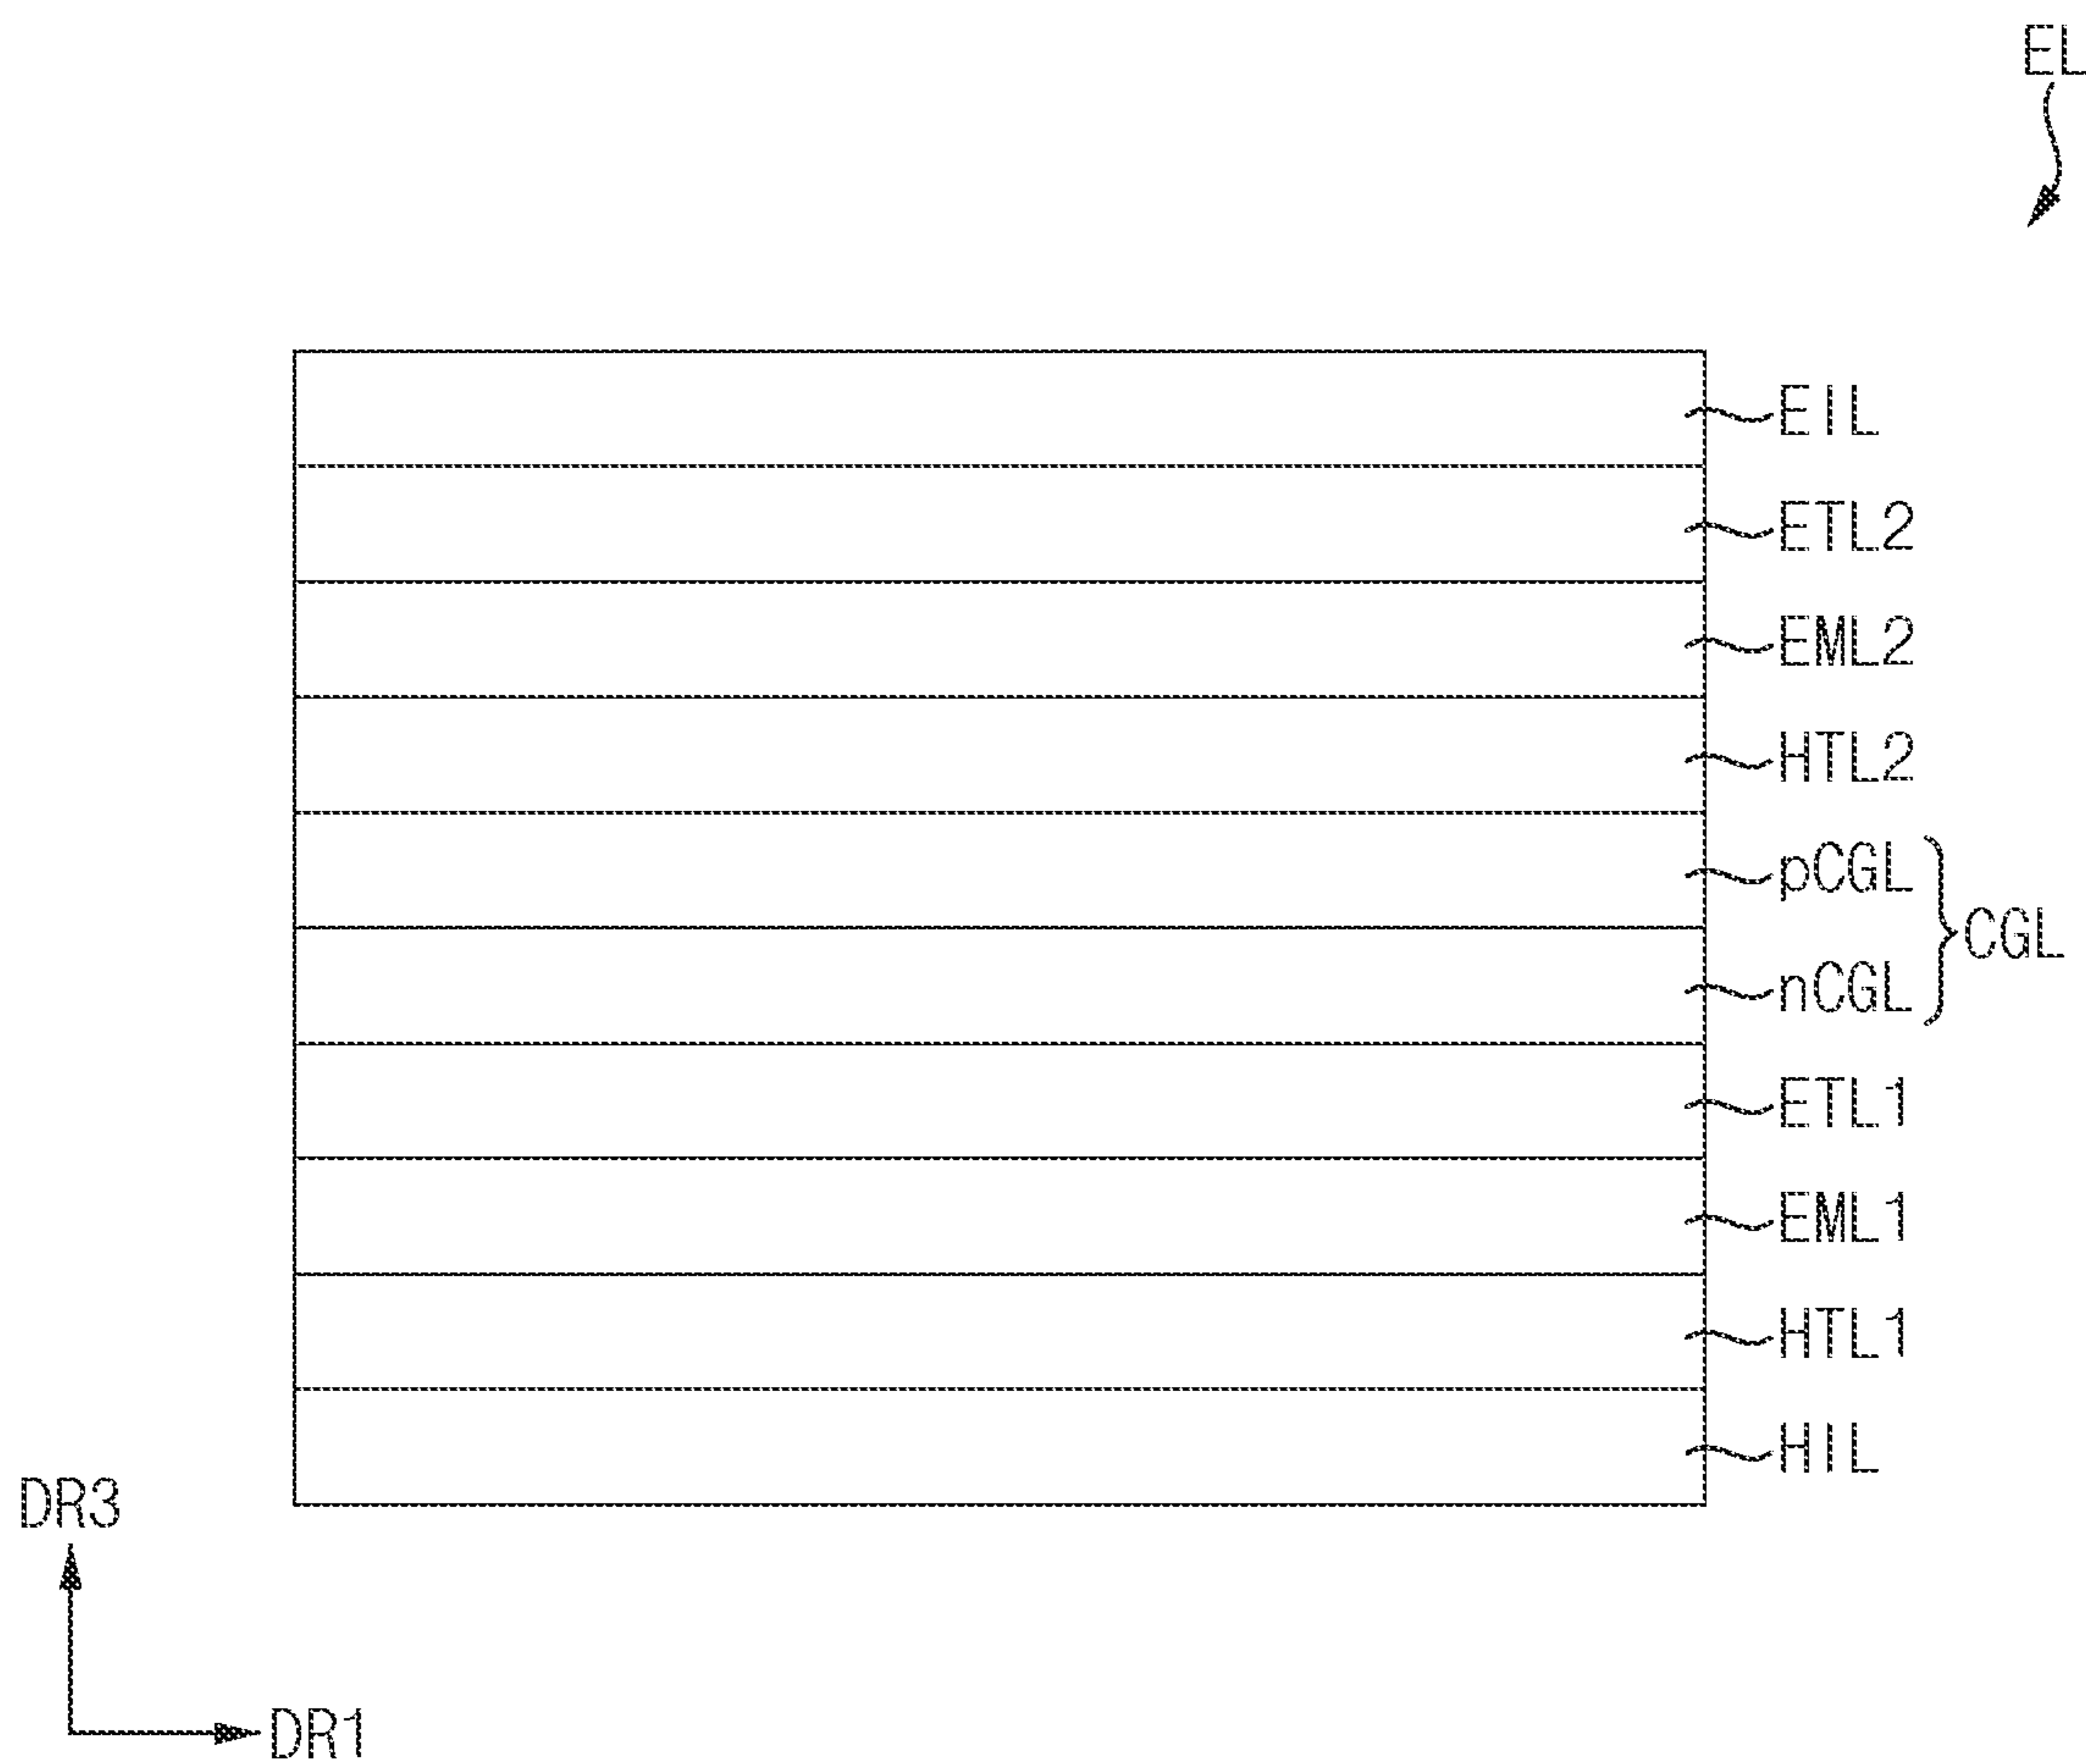 EL
EIL
ETL2
EML2
HTL2
pCGL
CGL
nCGL
ETL1
EML1
HTL1
HIL
DR3
DR1